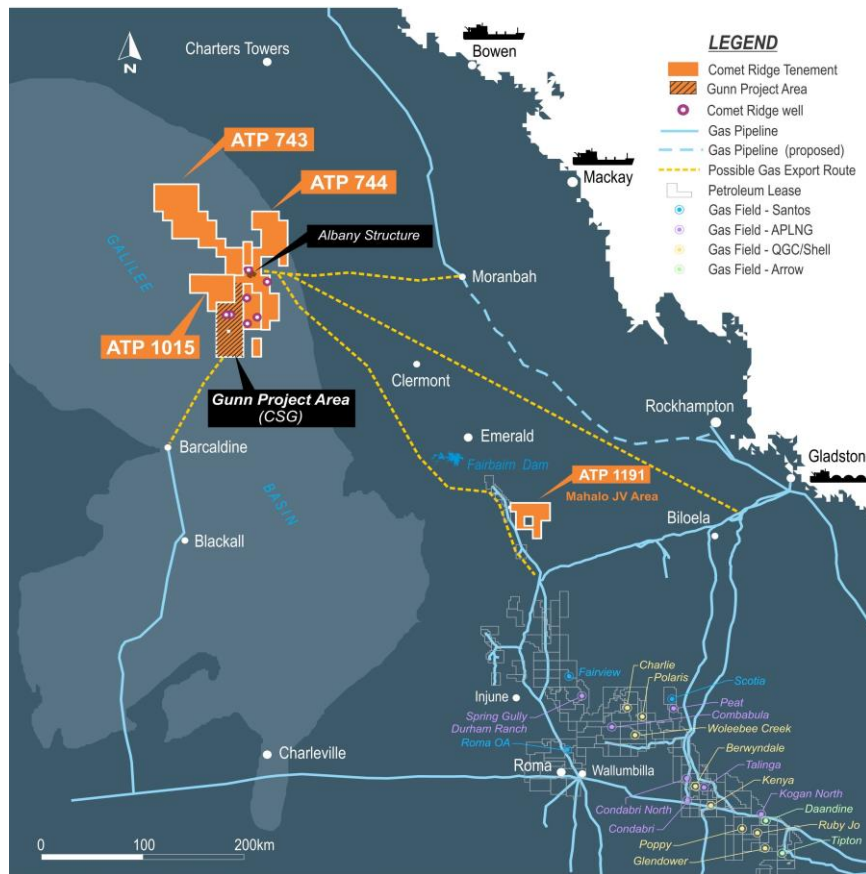 N
Charters Towers
Bowen
LEGEND
Comet Ridge Tenement
Gunn Project Area
Comet Ridge well
Gas Pipeline
Gas Pipeline (proposed)
Possible Gas Export Route
Petroleum Lease
Gas Field - Santos
Gas Field - APLNG
Gas Field - QGC/Shell
Gas Field - Arrow
Mackay
ATP 743
ATP 744
Albany Structure
GALILEE
Moranbah
ATP 1015
Clermont
Gunn Project Area
(CSG)
Rockhampton
Barcaldine
Emerald
Fairbairn Dam
Gladston
ATP 1191
Mahalo JV Area
BASIN
Biloela
Blackall
Charlie
Polaris
Fairview
Scotia
Injune
Peat
Spring Gully
Durham Ranch
Combabula
Woleebee Creek
Roma OA
Berwyndale
Charleville
Talinga
Roma
Wallumbilla
Kenya
Condabri North
Kogan North
Daandine
Condabri
Ruby Jo
Poppy
Glendower
Tipton
0
100
200km